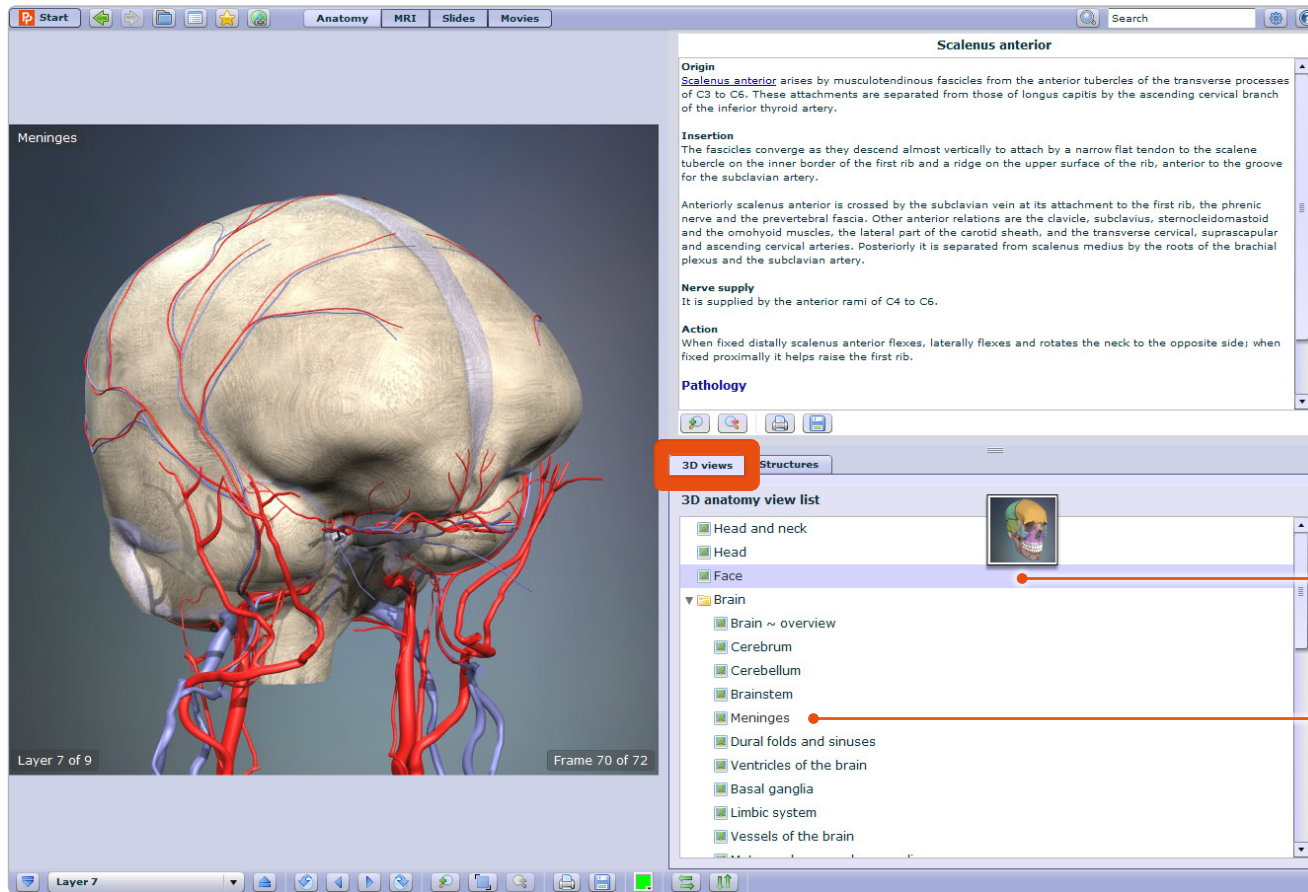 Start
Anatomy
MRI
Slides
Movies
Search
Meninges
Layer 7 of 9
Frame 70 of 72
Scalenus anterior
Origin
Scalenus anterior arises by musculotendinous fascicles from the anterior tubercles of the transverse processes
of C3 to C6. These attachments are separated from those of longus capitis by the ascending cervical branch
of the inferior thyroid artery.
Insertion
The fascicles converge as they descend almost vertically to attach by a narrow flat tendon to the scalene
tubercle on the inner border of the first rib and a ridge on the upper surface of the rib, anterior to the groove
for the subclavian artery.
Anteriorly scalenus anterior is crossed by the subclavian vein at its attachment to the first rib, the phrenic
nerve and the prevertebral fascia. Other anterior relations are the clavicle, subclavius, sternocleidomastoid
and the omohyoid muscles, the lateral part of the carotid sheath, and the transverse cervical, suprascapular
and ascending cervical arteries. Posteriorly it is separated from scalenus medius by the roots of the brachial
plexus and the subclavian artery.
Nerve supply
It is supplied by the anterior rami of C4 to C6.
Action
When fixed distally scalenus anterior flexes, laterally flexes and rotates the neck to the opposite side; when
fixed proximally it helps raise the first rib.
Pathology
3D views
Structures
3D anatomy view list
Head and neck
Head
Face
Brain
Brain ~ overview
Cerebrum
Cerebellum
Brainstem
Meninges
Dural folds and sinuses
Ventricles of the brain
Basal ganglia
Limbic system
Vessels of the brain
Layer 7